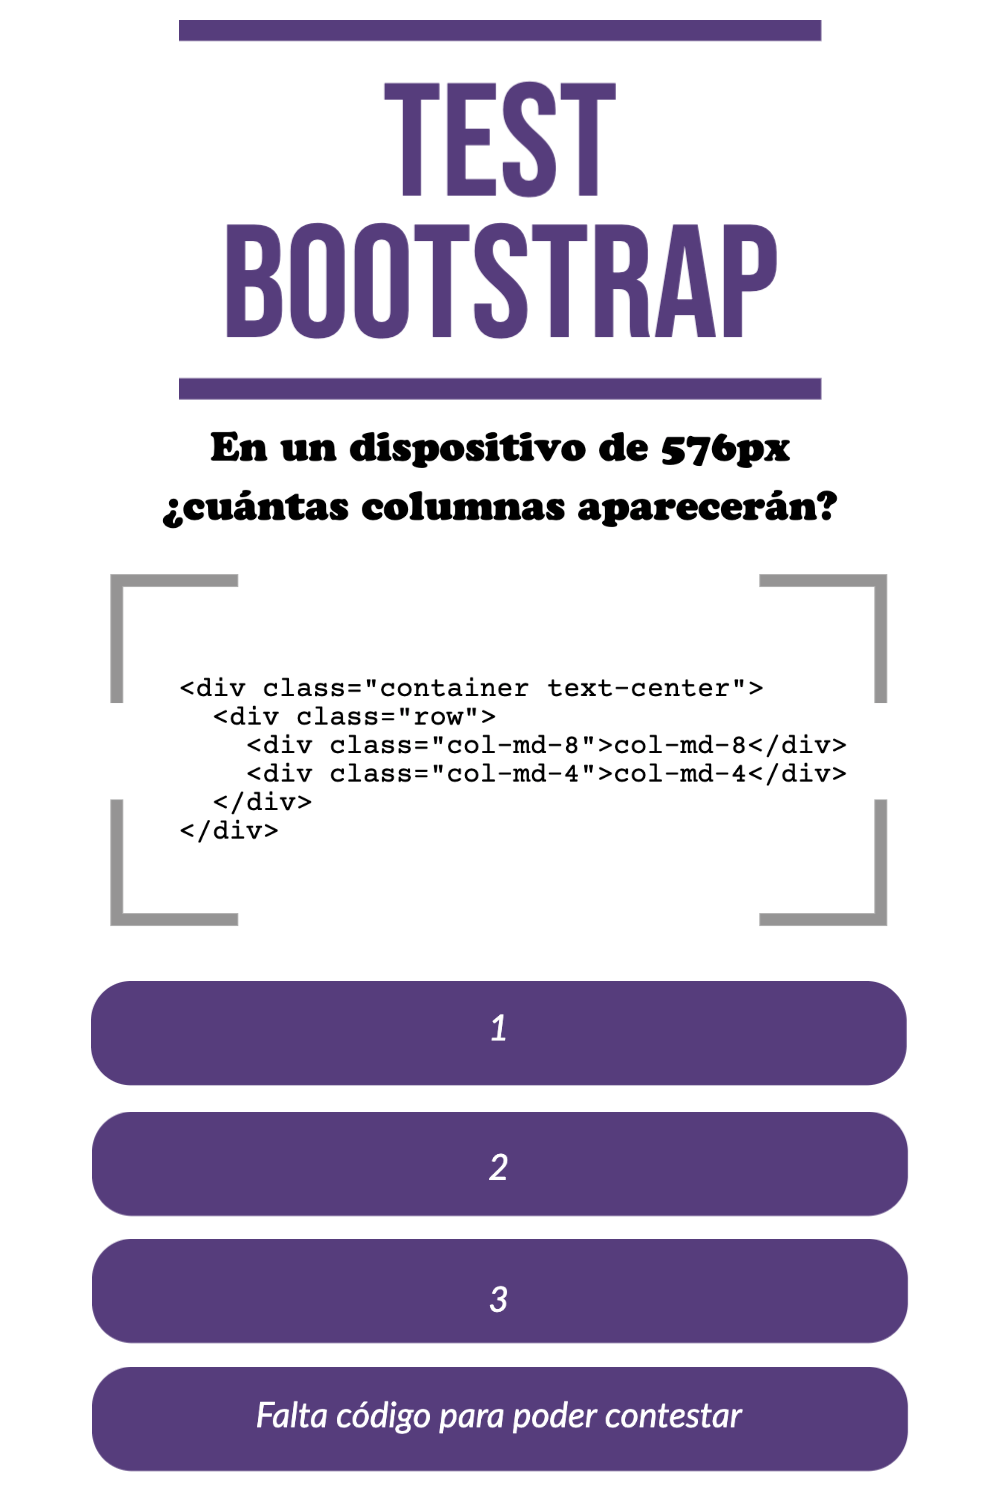 TEST
BOOTSTRAP
En un dispositivo de 576px
¿cuántas columnas aparecerán?
<div class="container text-center">
  <div class="row">
    <div class="col-md-8">col-md-8</div>
    <div class="col-md-4">col-md-4</div>
  </div>
</div>
1
2
3
Falta código para poder contestar